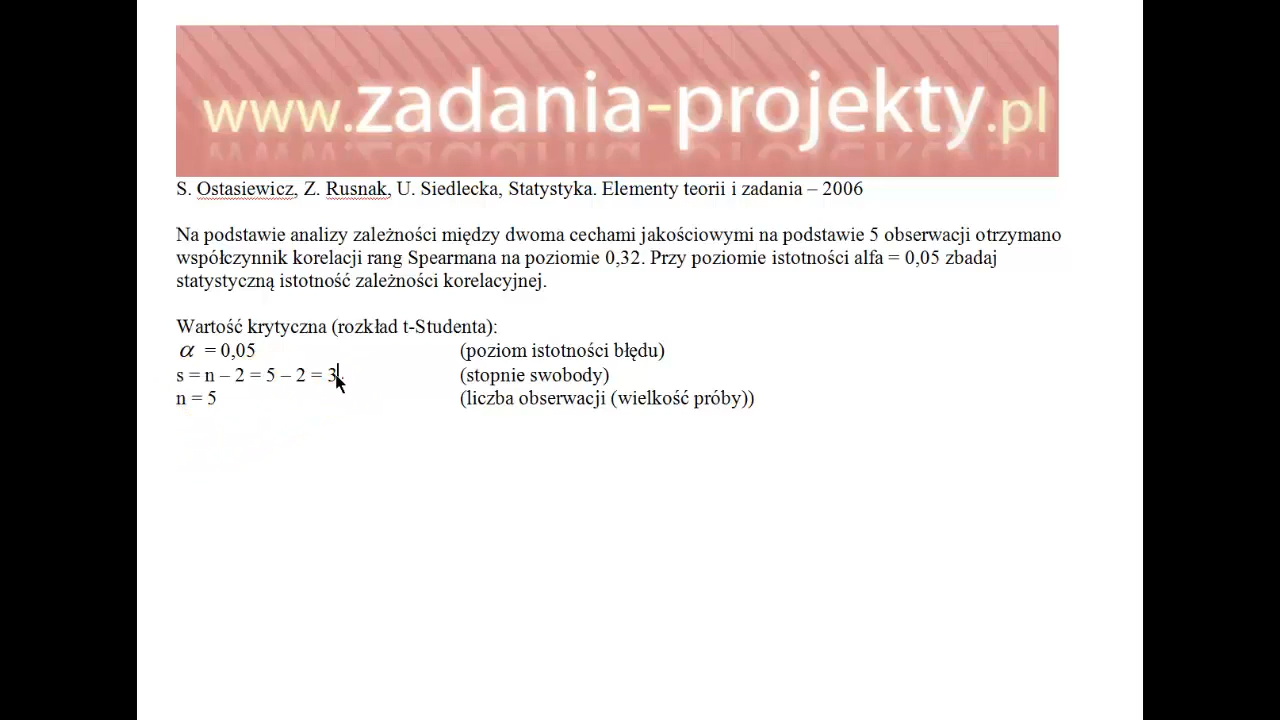 www.zadania-projekty.pl
S. Ostasiewicz, Z. Rusnak, U. Siedlecka, Statystyka. Elementy teorii i zadania – 2006
Na podstawie analizy zależności między dwoma cechami jakościowymi na podstawie 5 obserwacji otrzymano
współczynnik korelacji rang Spearmana na poziomie 0,32. Przy poziomie istotności alfa = 0,05 zbadaj
statystyczną istotność zależności korelacyjnej.
Wartość krytyczna (rozkład t-Studenta):
α = 0,05 (poziom istotności błędu)
s = n – 2 = 5 – 2 = 3 (stopnie swobody)
n = 5 (liczba obserwacji (wielkość próby))